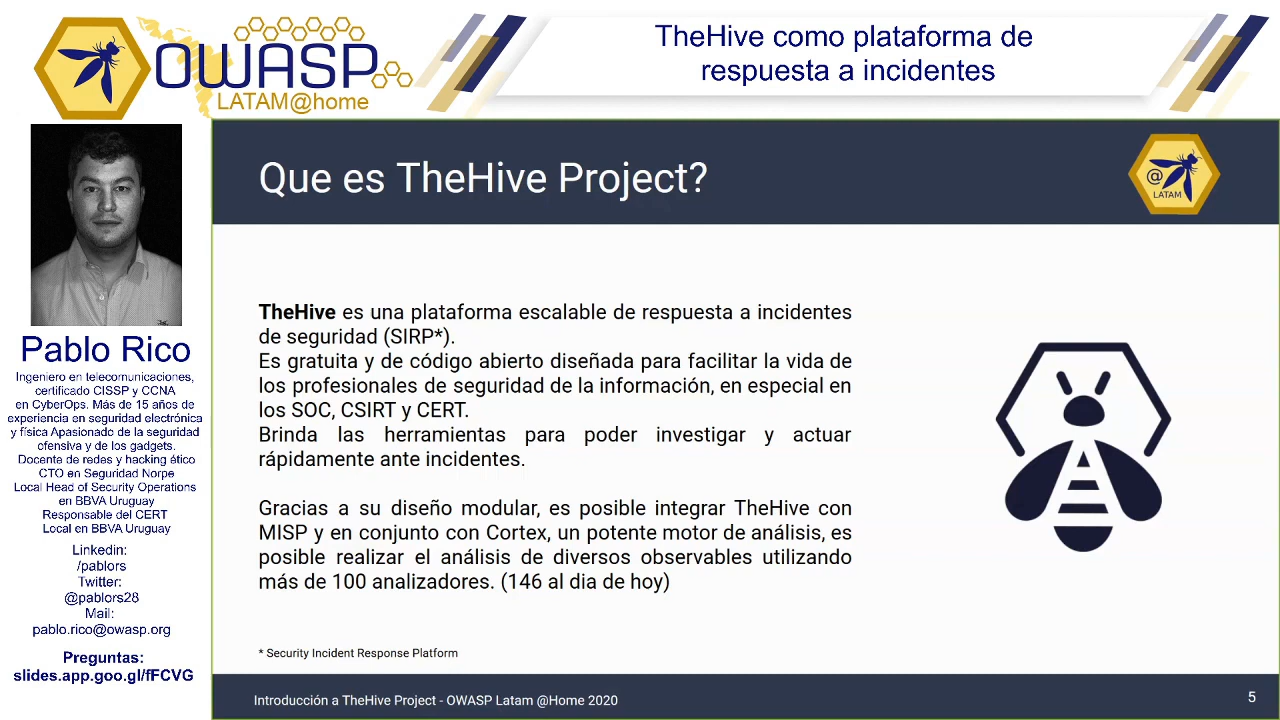 OWASP
LATAM@home
TheHive como plataforma de
respuesta a incidentes
Pablo Rico
Ingeniero en telecomunicaciones,
certificado CISSP y CCNA
en CyberOps. Más de 15 años de
experiencia en seguridad electrónica
y física Apasionado de la seguridad
ofensiva y de los gadgets.
Docente de redes y hacking ético
CTO en Seguridad Norpe
Local Head of Security Operations
en BBVA Uruguay
Responsable del CERT
Local en BBVA Uruguay
Linkedin:
/pablors
Twitter:
@pablors28
Mail:
pablo.rico@owasp.org
Preguntas:
slides.app.goo.gl/fFCVG
Que es TheHive Project?
@
LATAM
TheHive es una plataforma escalable de respuesta a incidentes
de seguridad (SIRP*).
Es gratuita y de código abierto diseñada para facilitar la vida de
los profesionales de seguridad de la información, en especial en
los SOC, CSIRT y CERT.
Brinda las herramientas para poder investigar y actuar
rápidamente ante incidentes.
Gracias a su diseño modular, es posible integrar TheHive con
MISP y en conjunto con Cortex, un potente motor de análisis, es
posible realizar el análisis de diversos observables utilizando
más de 100 analizadores. (146 al dia de hoy)
* Security Incident Response Platform
Introducción a TheHive Project - OWASP Latam @Home 2020
5